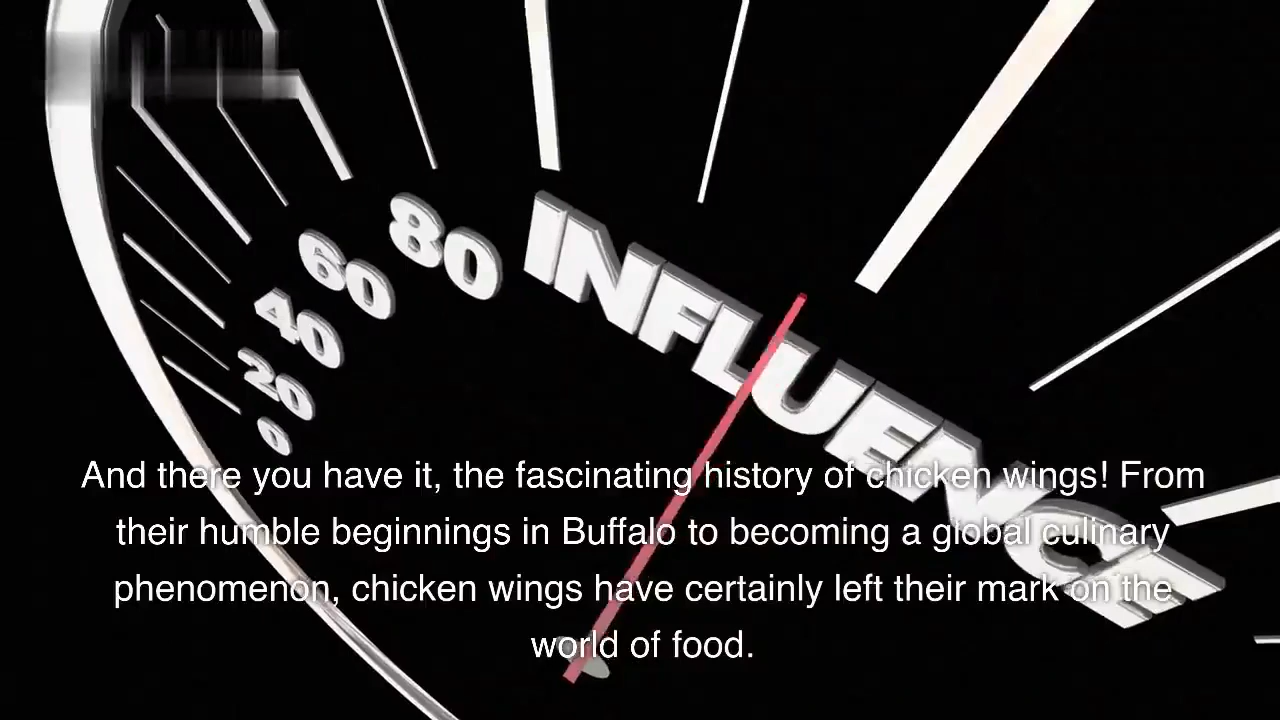 80
INFLUENCE
60
40
20
0
And there you have it, the fascinating history of chicken wings! From
their humble beginnings in Buffalo to becoming a global culinary
phenomenon, chicken wings have certainly left their mark on the
world of food.